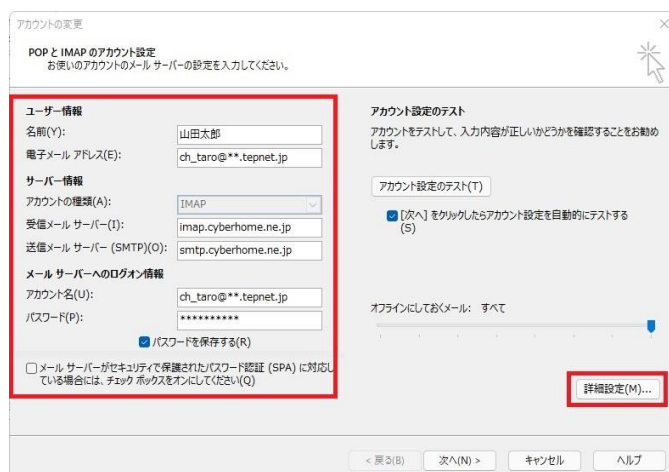 アカウントの変更
POP と IMAP のアカウント設定
お使いのアカウントのメール サーバーの設定を入力してください。
ユーザー情報
名前(Y):
山田太郎
電子メール アドレス(E):
ch_taro@**.tepnet.jp
サーバー情報
アカウントの種類(A):
IMAP
受信メール サーバー(I):
imap.cyberhome.ne.jp
送信メール サーバー (SMTP)(O):
smtp.cyberhome.ne.jp
メール サーバーへのログオン情報
アカウント名(U):
ch_taro@**.tepnet.jp
パスワード(P):
**********
パスワードを保存する(R)
メール サーバーがセキュリティで保護されたパスワード認証 (SPA) に対応し
ている場合には、チェック ボックスをオンにしてください(Q)
アカウント設定のテスト
アカウントをテストして、入力内容が正しいかどうかを確認することをお勧め
します。
アカウント設定のテスト(T)
[次へ] をクリックしたらアカウント設定を自動的にテストする
(S)
オフラインにしておくメール: すべて
詳細設定(M)...
< 戻る(B)
次へ(N) >
キャンセル
ヘルプ